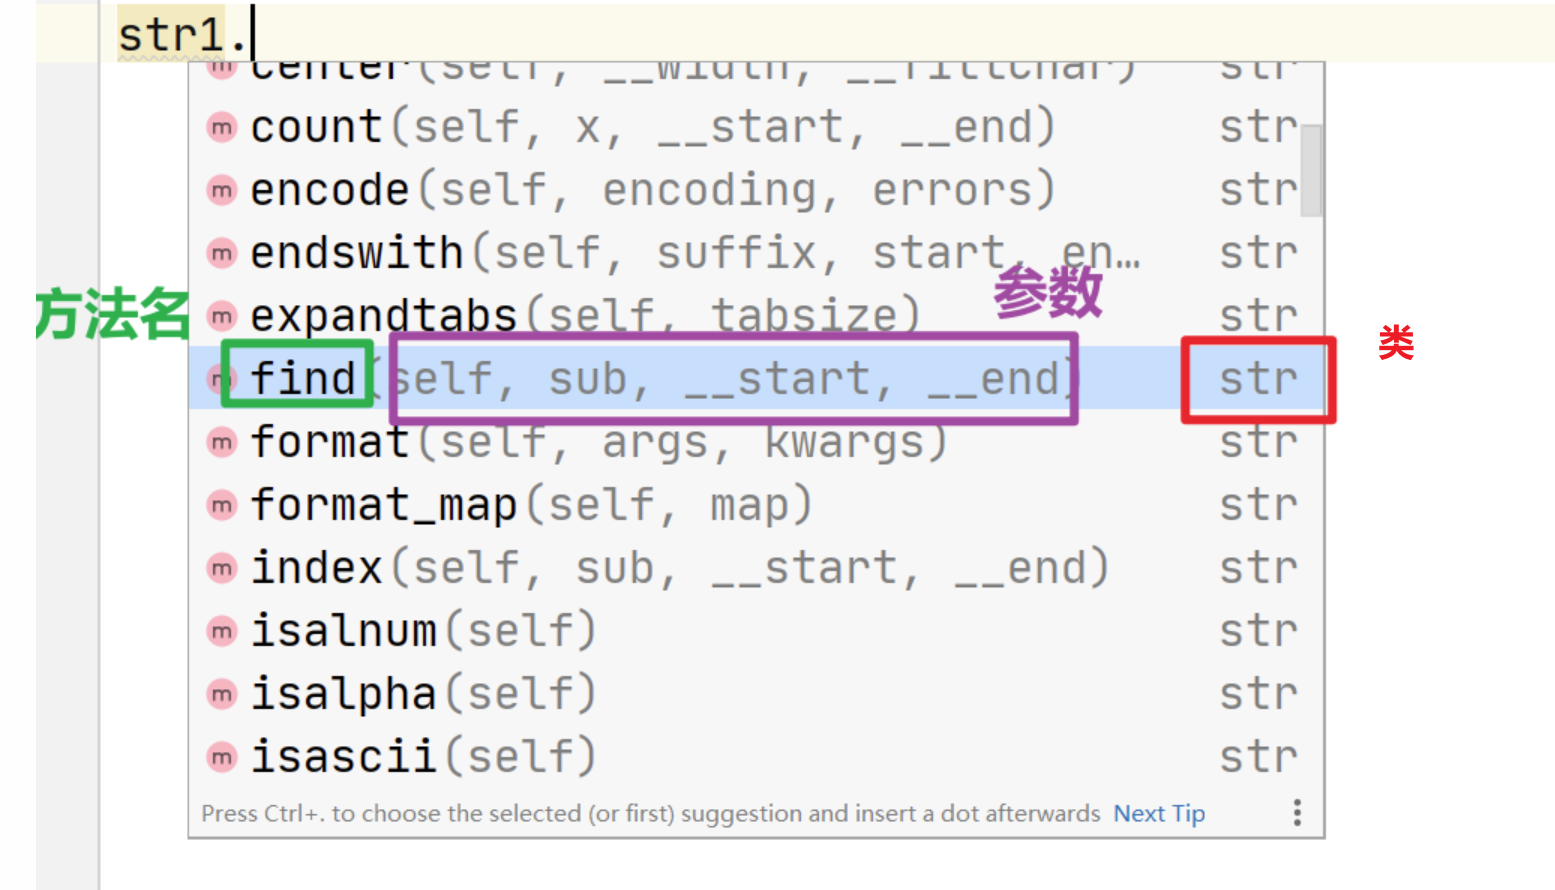 str1.
center(self, __width, __fillchar) str
count(self, x, __start, __end) str
encode(self, encoding, errors) str
endswith(self, suffix, start, en… str
参数
方法名
expandtabs(self, tabsize) str
类
find(self, sub, __start, __end) str
format(self, args, kwargs) str
format_map(self, map) str
index(self, sub, __start, __end) str
isalnum(self) str
isalpha(self) str
isascii(self) str
Press Ctrl+. to choose the selected (or first) suggestion and insert a dot afterwards Next Tip